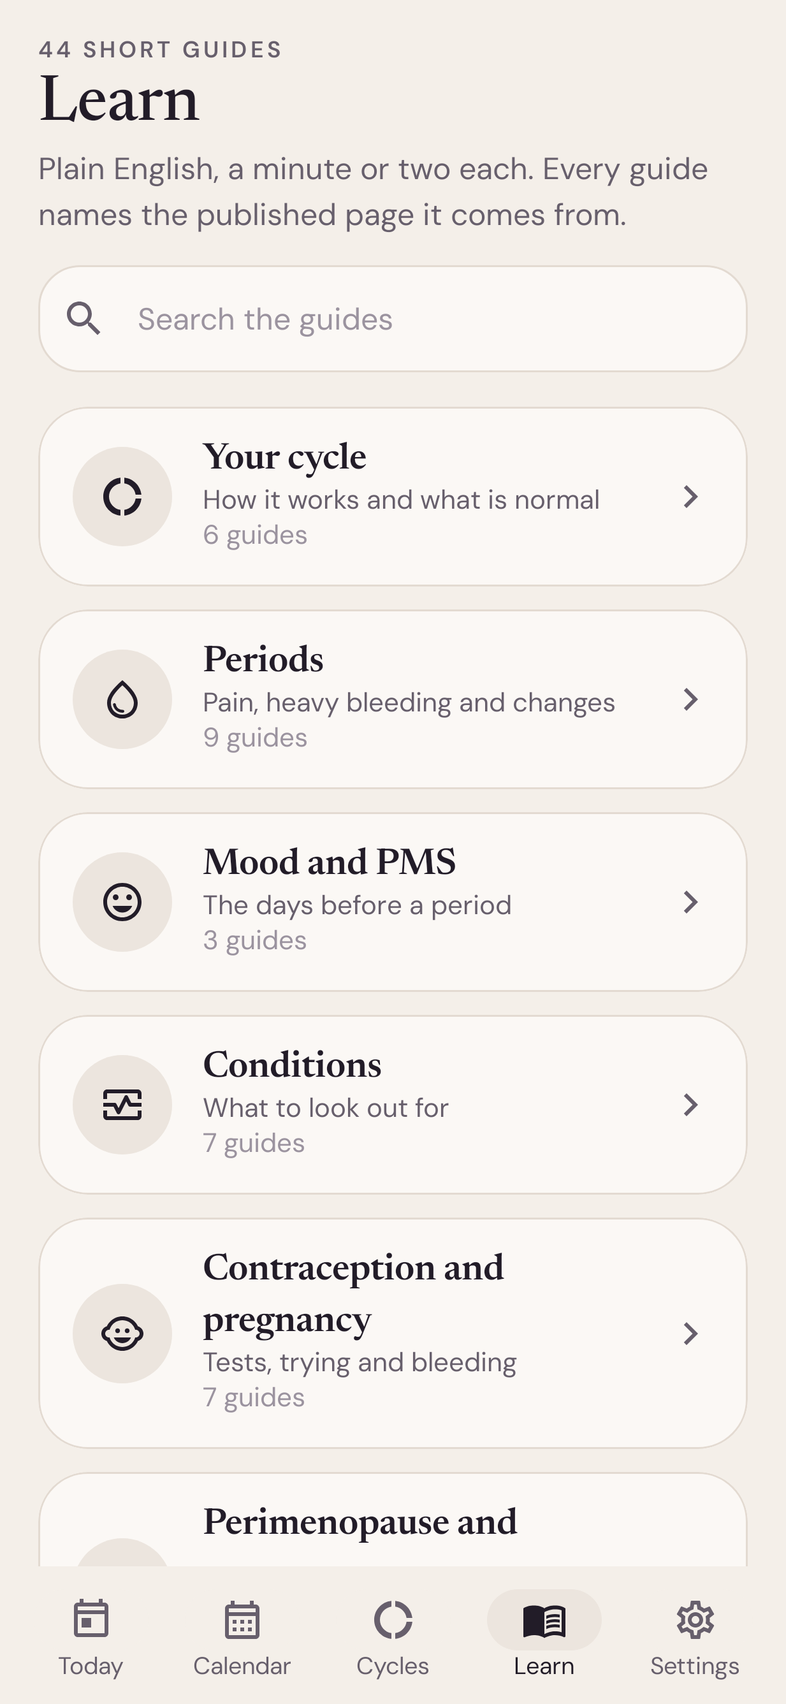 44 SHORT GUIDES
Learn
Plain English, a minute or two each. Every guide
names the published page it comes from.
Search the guides
Your cycle
How it works and what is normal
6 guides
Periods
Pain, heavy bleeding and changes
9 guides
Mood and PMS
The days before a period
3 guides
Conditions
What to look out for
7 guides
Contraception and
pregnancy
Tests, trying and bleeding
7 guides
Perimenopause and
Today
Calendar
Cycles
Learn
Settings